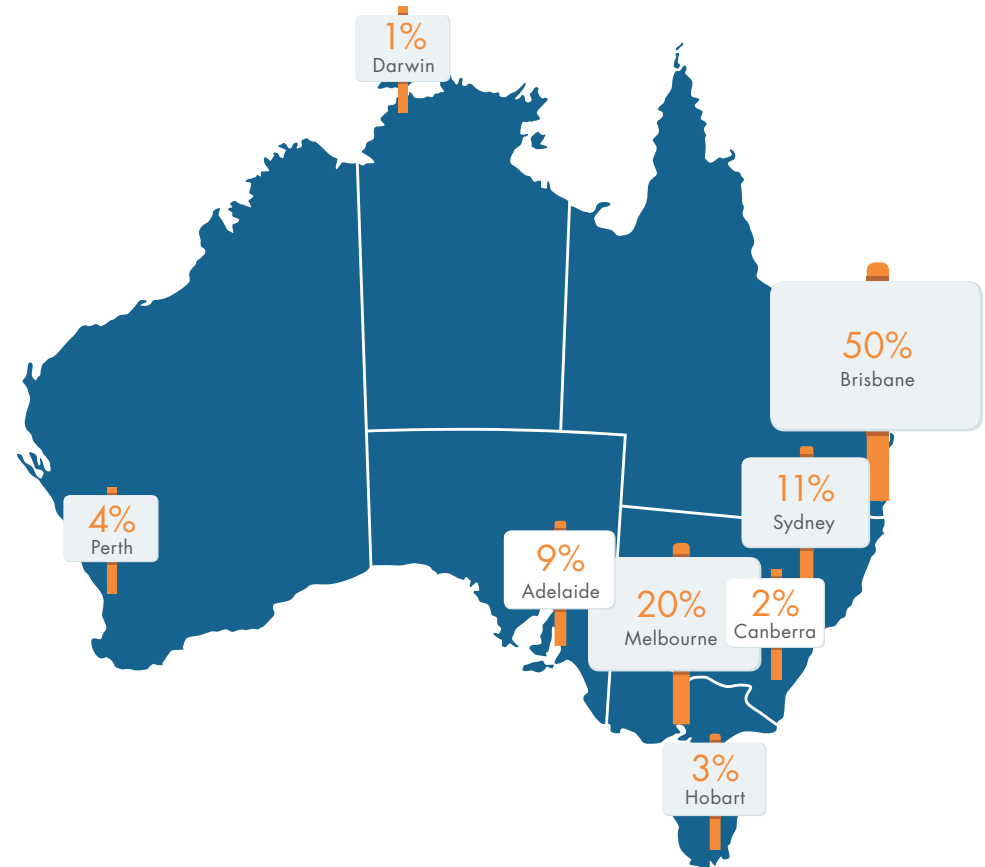 1%
Darwin
50%
Brisbane
11%
Sydney
4%
Perth
9%
Adelaide
20%
Melbourne
2%
Canberra
3%
Hobart